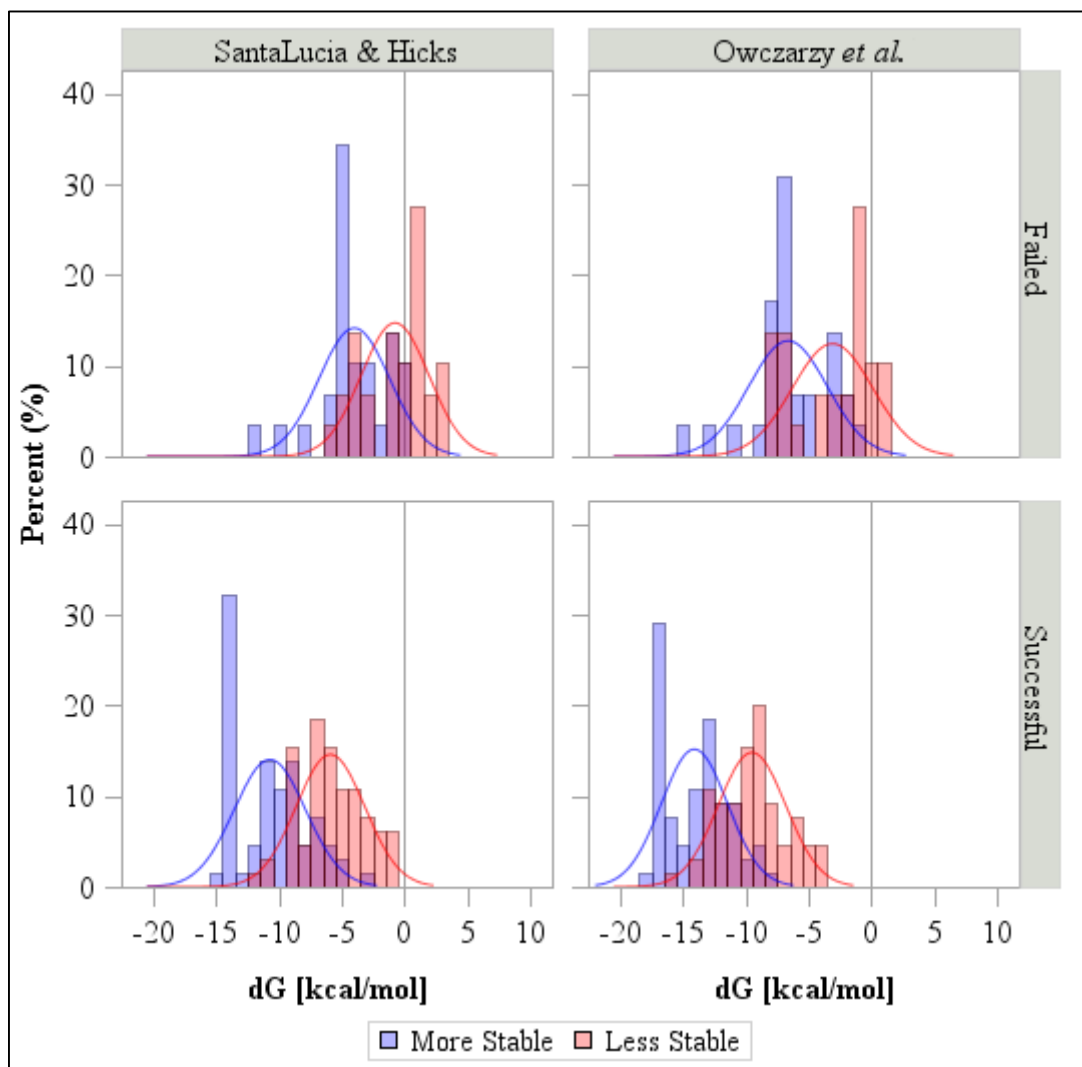 SantaLucia & Hicks
Owczarzy et al.
Percent (%)
40
30
20
10
0
Failed
40
30
20
10
0
Successful
-20 -15 -10 -5 0 5 10
-20 -15 -10 -5 0 5 10
dG [kcal/mol]
dG [kcal/mol]
More Stable
Less Stable